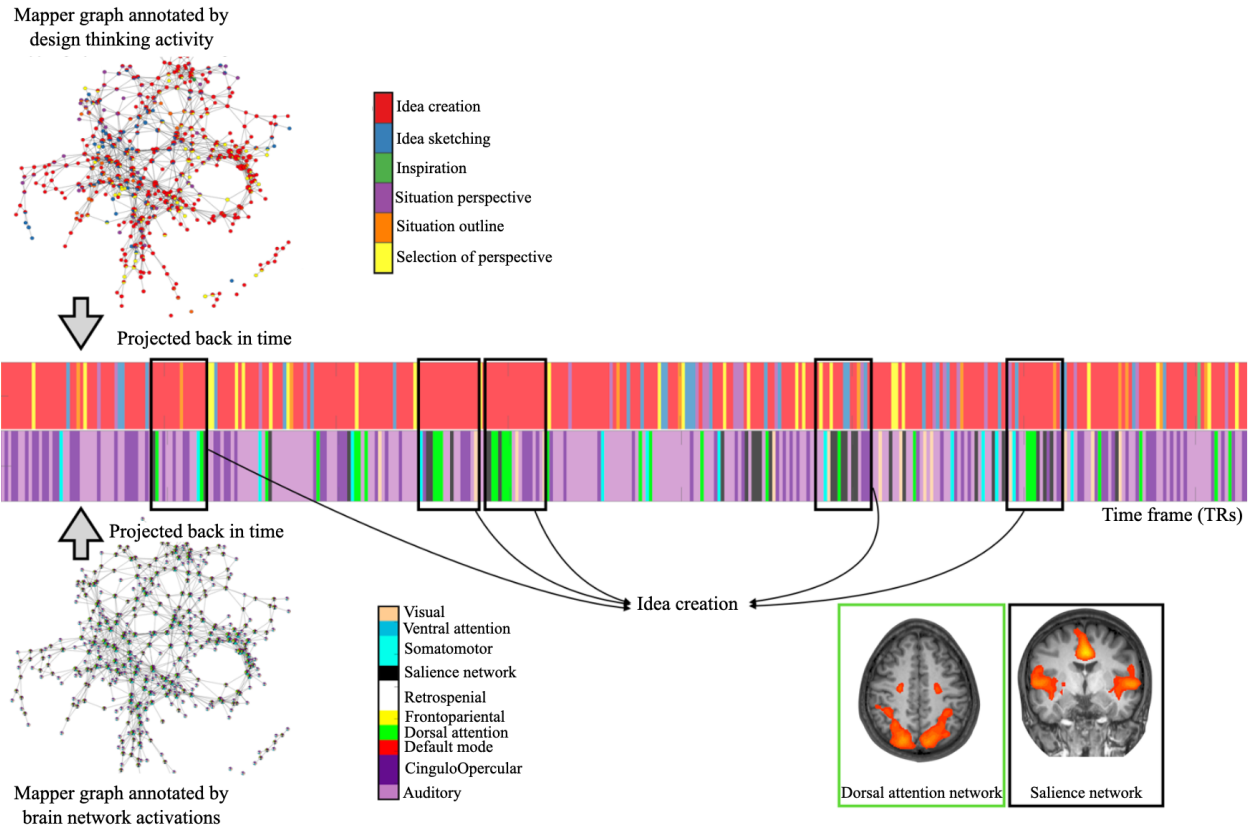 Mapper graph annotated by
design thinking activity
Idea creation
Idea sketching
Inspiration
Situation perspective
Situation outline
Selection of perspective
Projected back in time
Time frame (TRs)
Projected back in time
Idea creation
Visual
Ventral attention
Somatomotor
Salience network
Retrospenial
Frontopariental
Dorsal attention
Default mode
CinguloOpercular
Auditory
Dorsal attention network
Salience network
Mapper graph annotated by
brain network activations